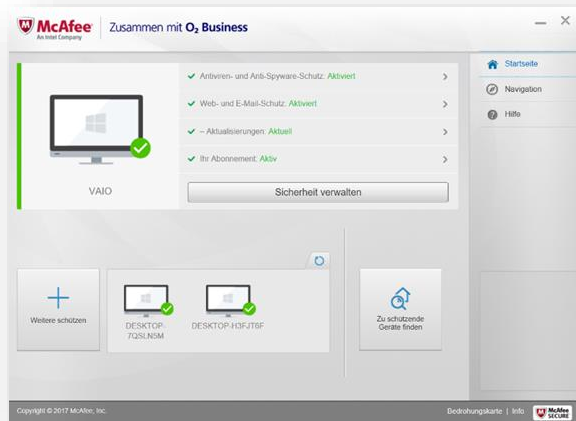 McAfee
An Intel Company
Zusammen mit O₂ Business
Antiviren- und Anti-Spyware-Schutz: Aktiviert
Web- und E-Mail-Schutz: Aktiviert
– Aktualisierungen: Aktuell
Ihr Abonnement: Aktiv
VAIO
Sicherheit verwalten
Startseite
Navigation
Hilfe
Weitere schützen
DESKTOP-
7QSLN5M
DESKTOP-H3FJT6F
Zu schützende
Geräte finden
Copyright © 2017 McAfee, Inc.
Bedrohungskarte | Info
McAfee
SECURE